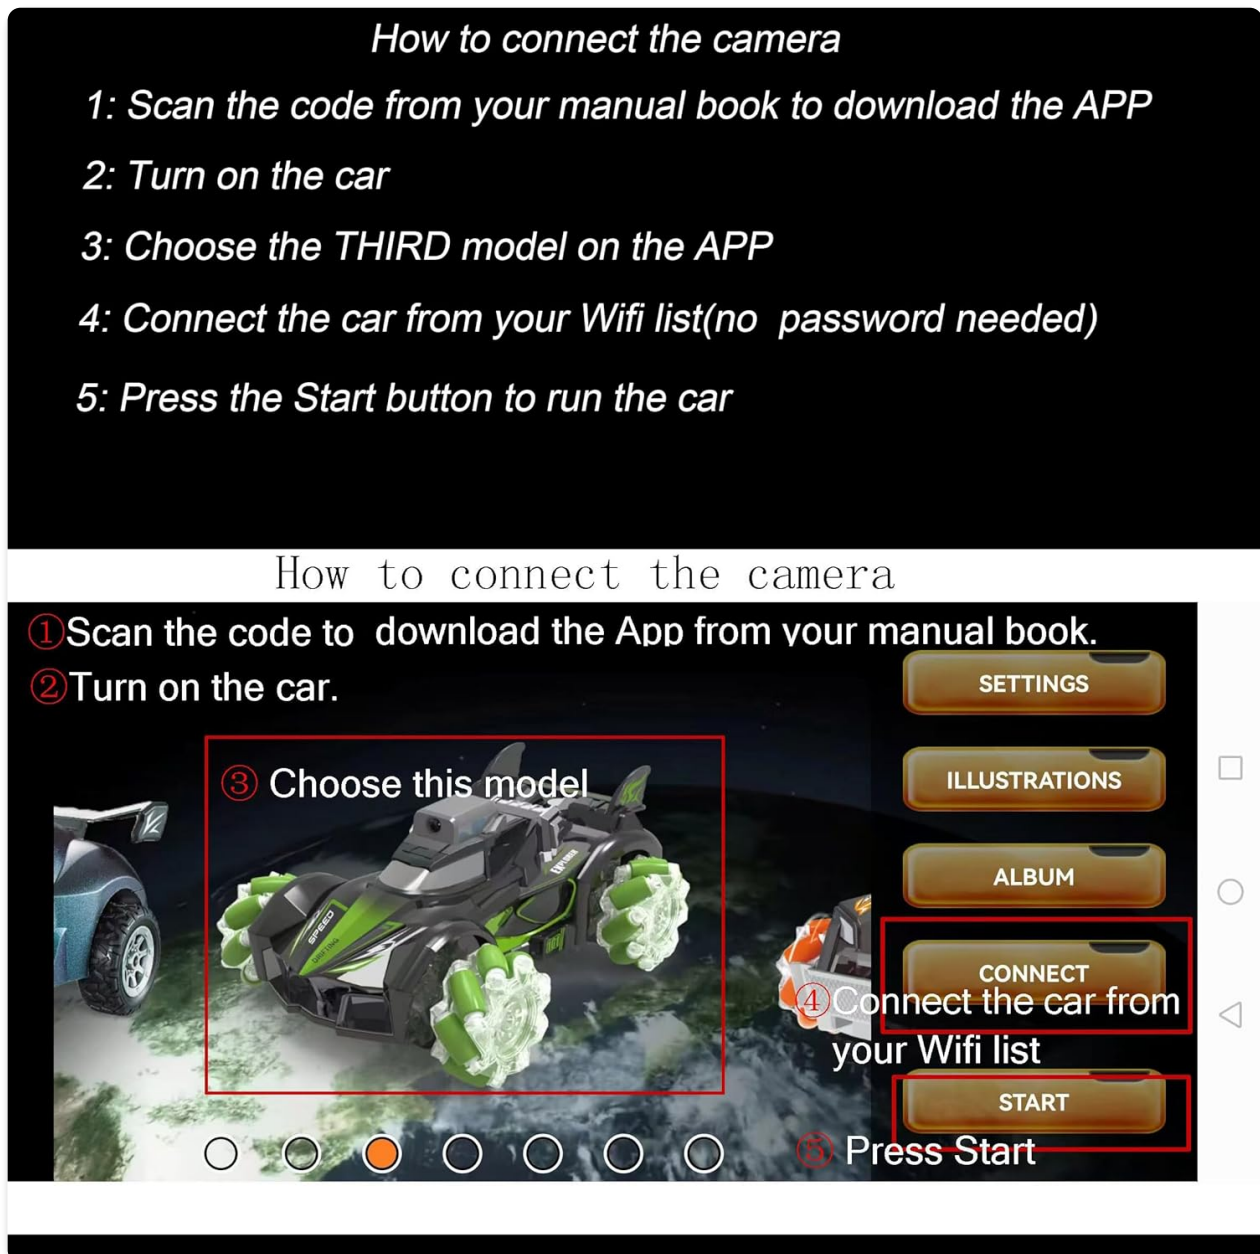 How to connect the camera
1: Scan the code from your manual book to download the APP
2: Turn on the car
3: Choose the THIRD model on the APP
4: Connect the car from your Wifi list(no  password needed)
5: Press the Start button to run the car
How to connect the camera
①Scan the code to  download the App from your manual book.
②Turn on the car.
SETTINGS
③ Choose this model
ILLUSTRATIONS
ALBUM
EXPLORER
SPEED
DRIFTING
CONNECT
④Connect the car from
your Wifi list
START
⑤ Press Start